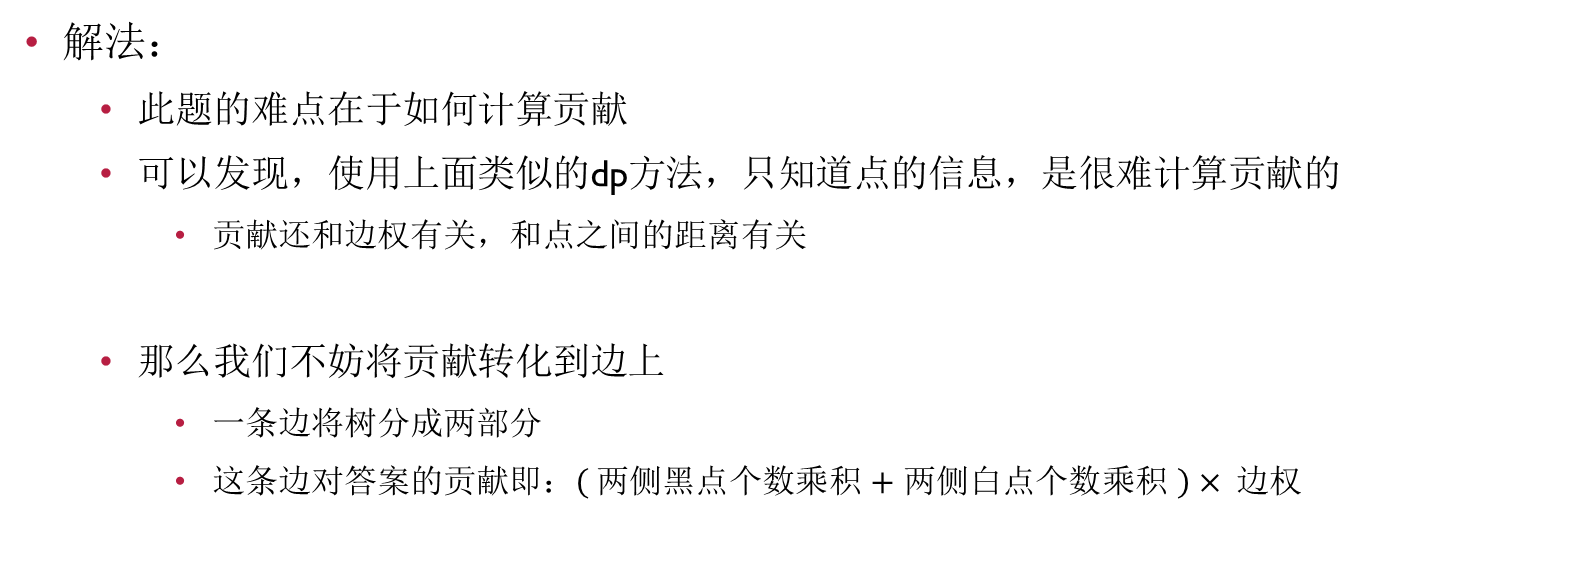 • 解法：
• 此题的难点在于如何计算贡献
• 可以发现，使用上面类似的dp方法，只知道点的信息，是很难计算贡献的
• 贡献还和边权有关，和点之间的距离有关
• 那么我们不妨将贡献转化到边上
• 一条边将树分成两部分
• 这条边对答案的贡献即：( 两侧黑点个数乘积 + 两侧白点个数乘积 ) × 边权